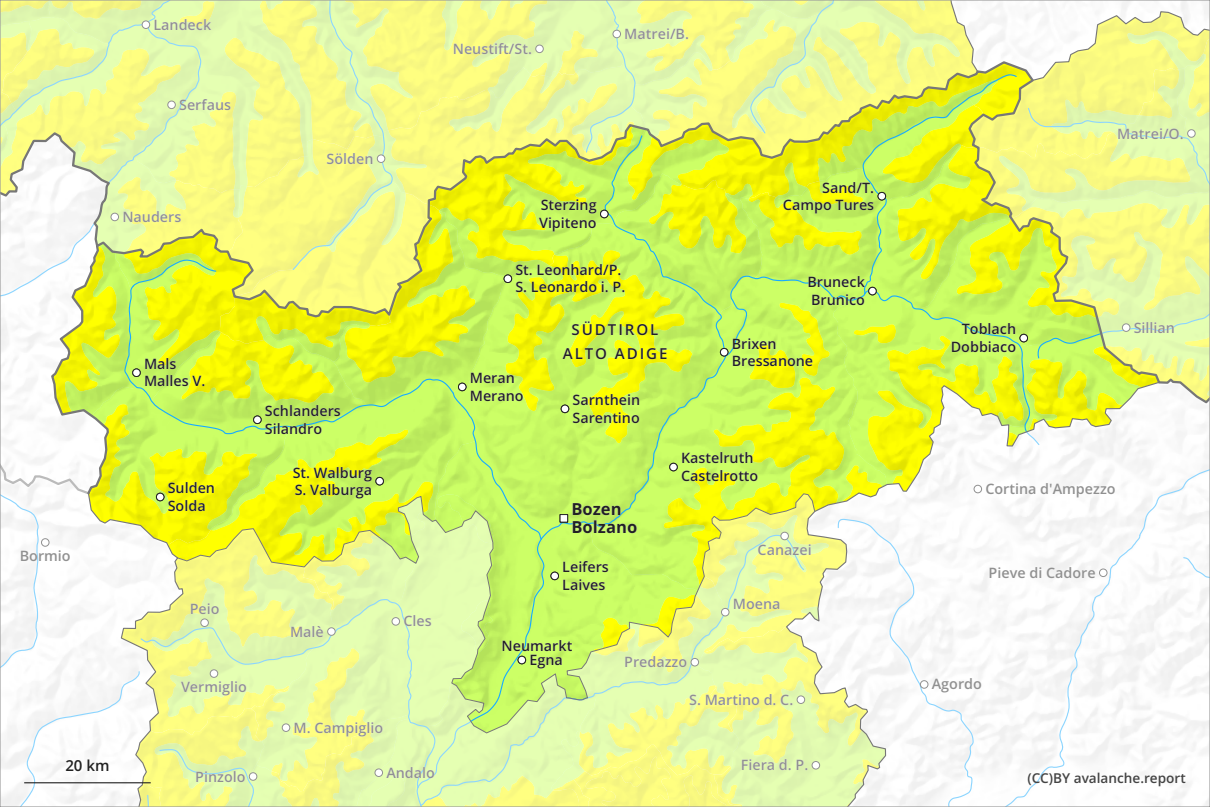 Landeck
Neustift/St.
Matrei/B.
Serfaus
Matrei/O.
Sölden
Sand/T.
Campo Tures
Nauders
Sterzing
Vipiteno
St. Leonhard/P.
S. Leonardo i. P.
Bruneck
Brunico
SÜDTIROL
ALTO ADIGE
Toblach
Dobbiaco
Sillian
Brixen
Bressanone
Mals
Malles V.
Meran
Merano
Sarnthein
Sarentino
Schlanders
Silandro
Kastelruth
Castelrotto
St. Walburg
S. Valburga
Sulden
Solda
Cortina d'Ampezzo
Bozen
Bolzano
Bormio
Canazei
Leifers
Laives
Pieve di Cadore
Peio
Moena
Malè
Cles
Neumarkt
Egna
Predazzo
Vermiglio
Agordo
S. Martino d. C.
M. Campiglio
20 km
Pinzolo
Andalo
Fiera d. P.
(CC)BY avalanche.report